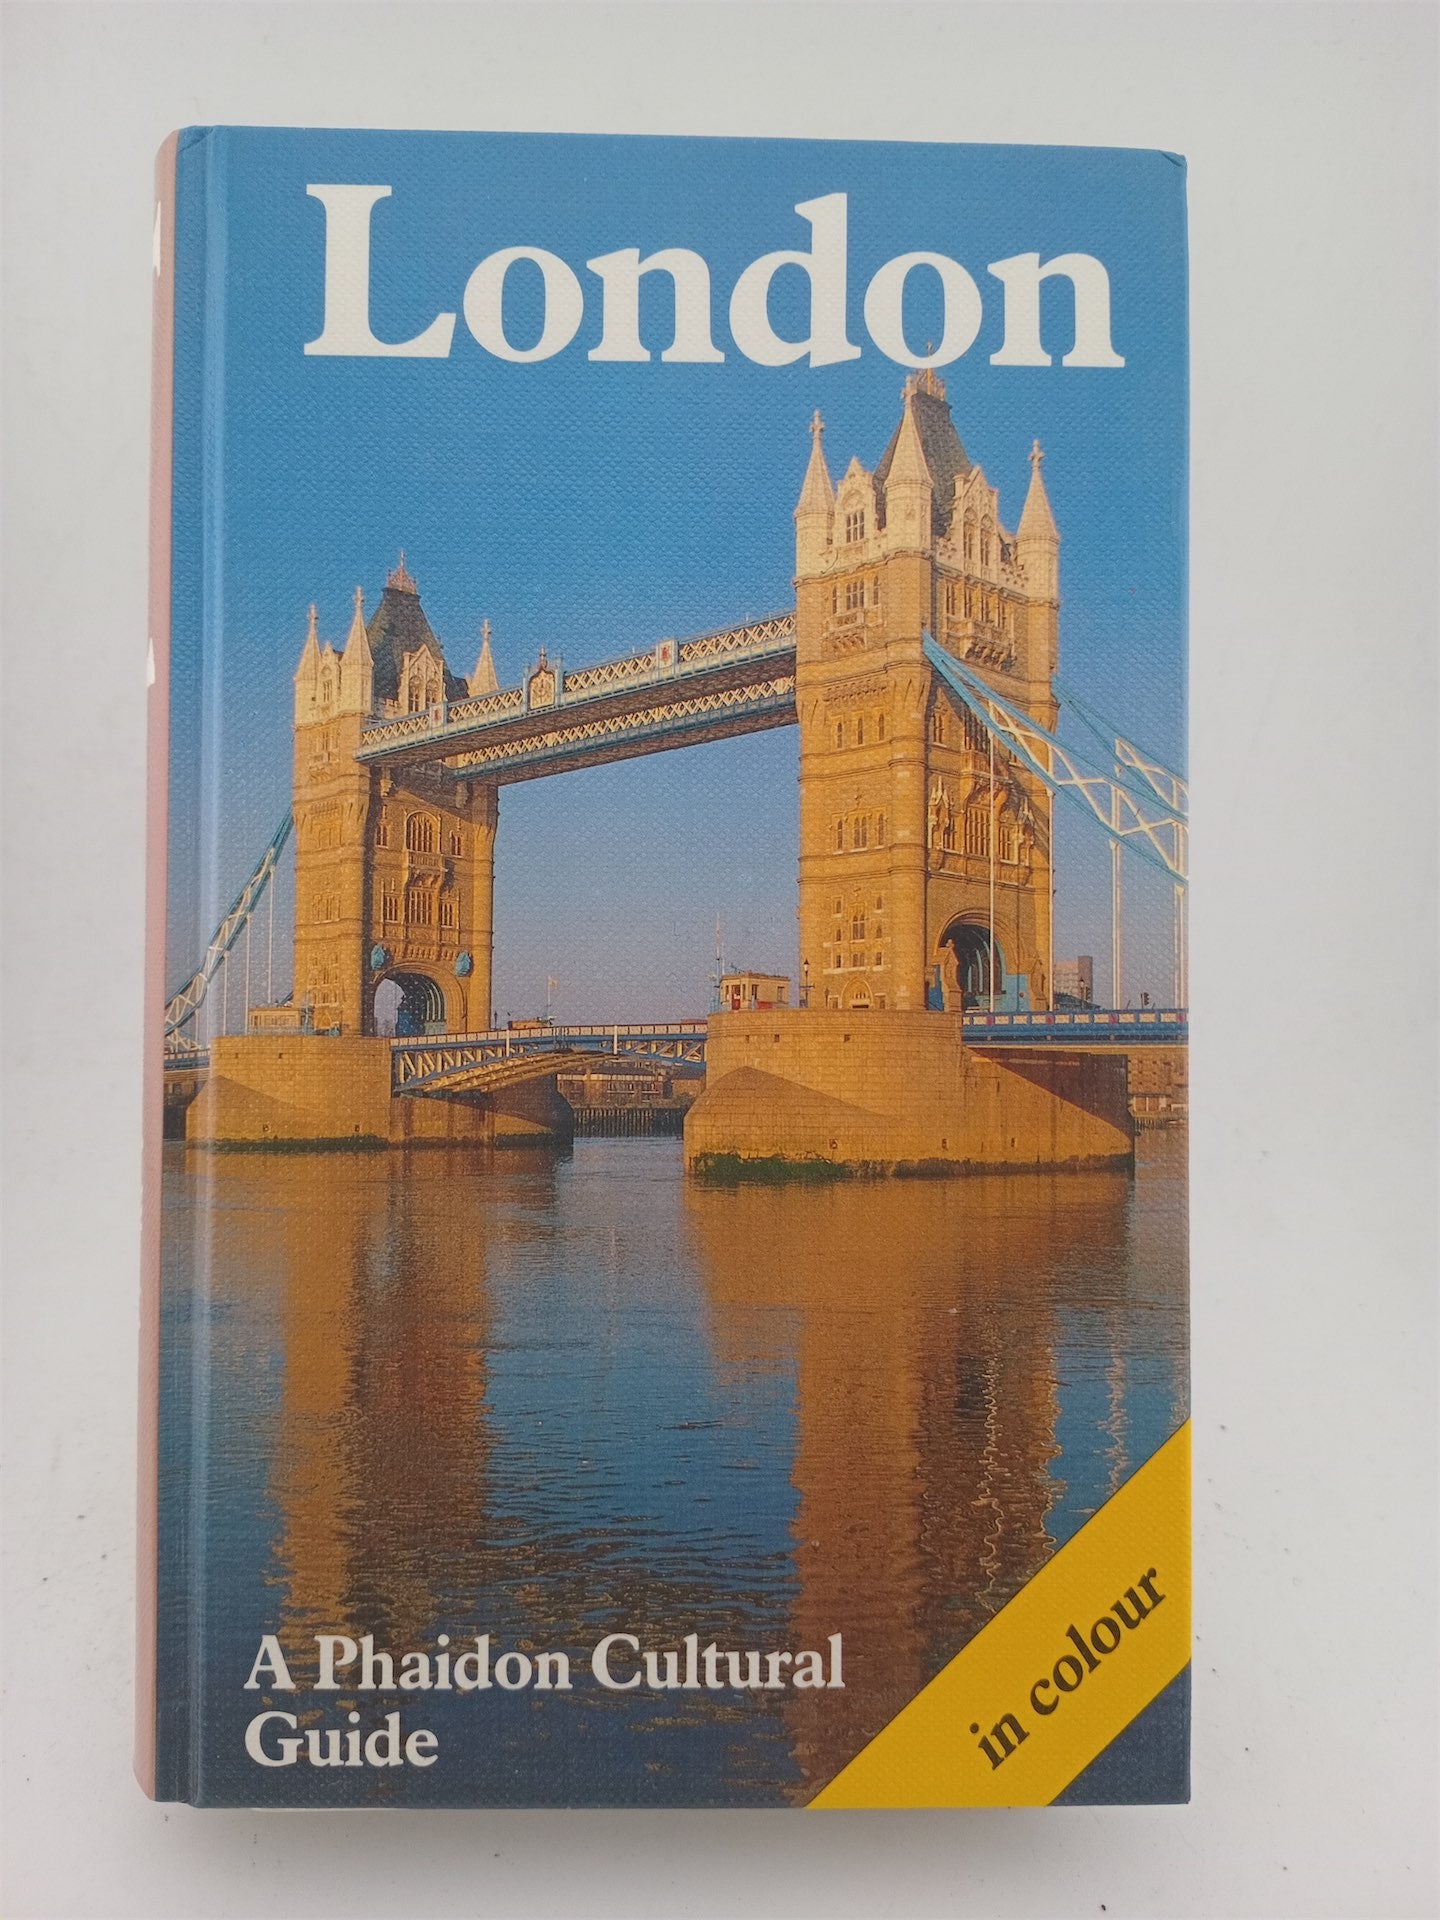 London
A Phaidon Cultural
Guide
in colour